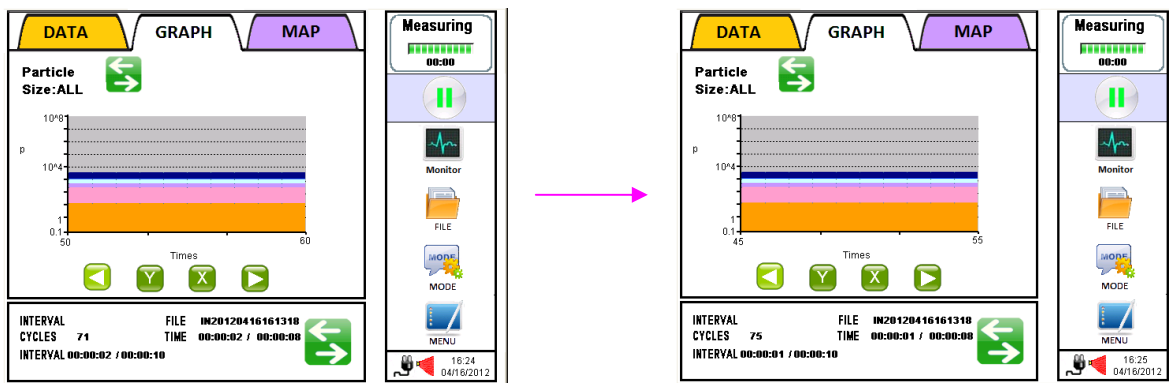 DATA GRAPH MAP
Particle
Size:ALL
10^8
p
10^4
1
0.1
50 60
Times
Y X
INTERVAL FILE IN20120416161318
CYCLES 71 TIME 00:00:02 / 00:00:08
INTERVAL 00:00:02 / 00:00:10
Measuring
00:00
Monitor
FILE
MODE
MODE
MENU
16:24
04/16/2012
DATA GRAPH MAP
Particle
Size:ALL
10^8
p
10^4
1
0.1
45 55
Times
Y X
INTERVAL FILE IN20120416161318
CYCLES 75 TIME 00:00:01 / 00:00:08
INTERVAL 00:00:01 / 00:00:10
Measuring
00:00
Monitor
FILE
MODE
MODE
MENU
16:25
04/16/2012